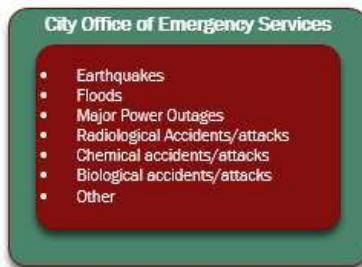 City Office of Emergency Services
• Earthquakes
• Floods
• Major Power Outages
• Radiological Accidents/attacks
• Chemical accidents/attacks
• Biological accidents/attacks
• Other